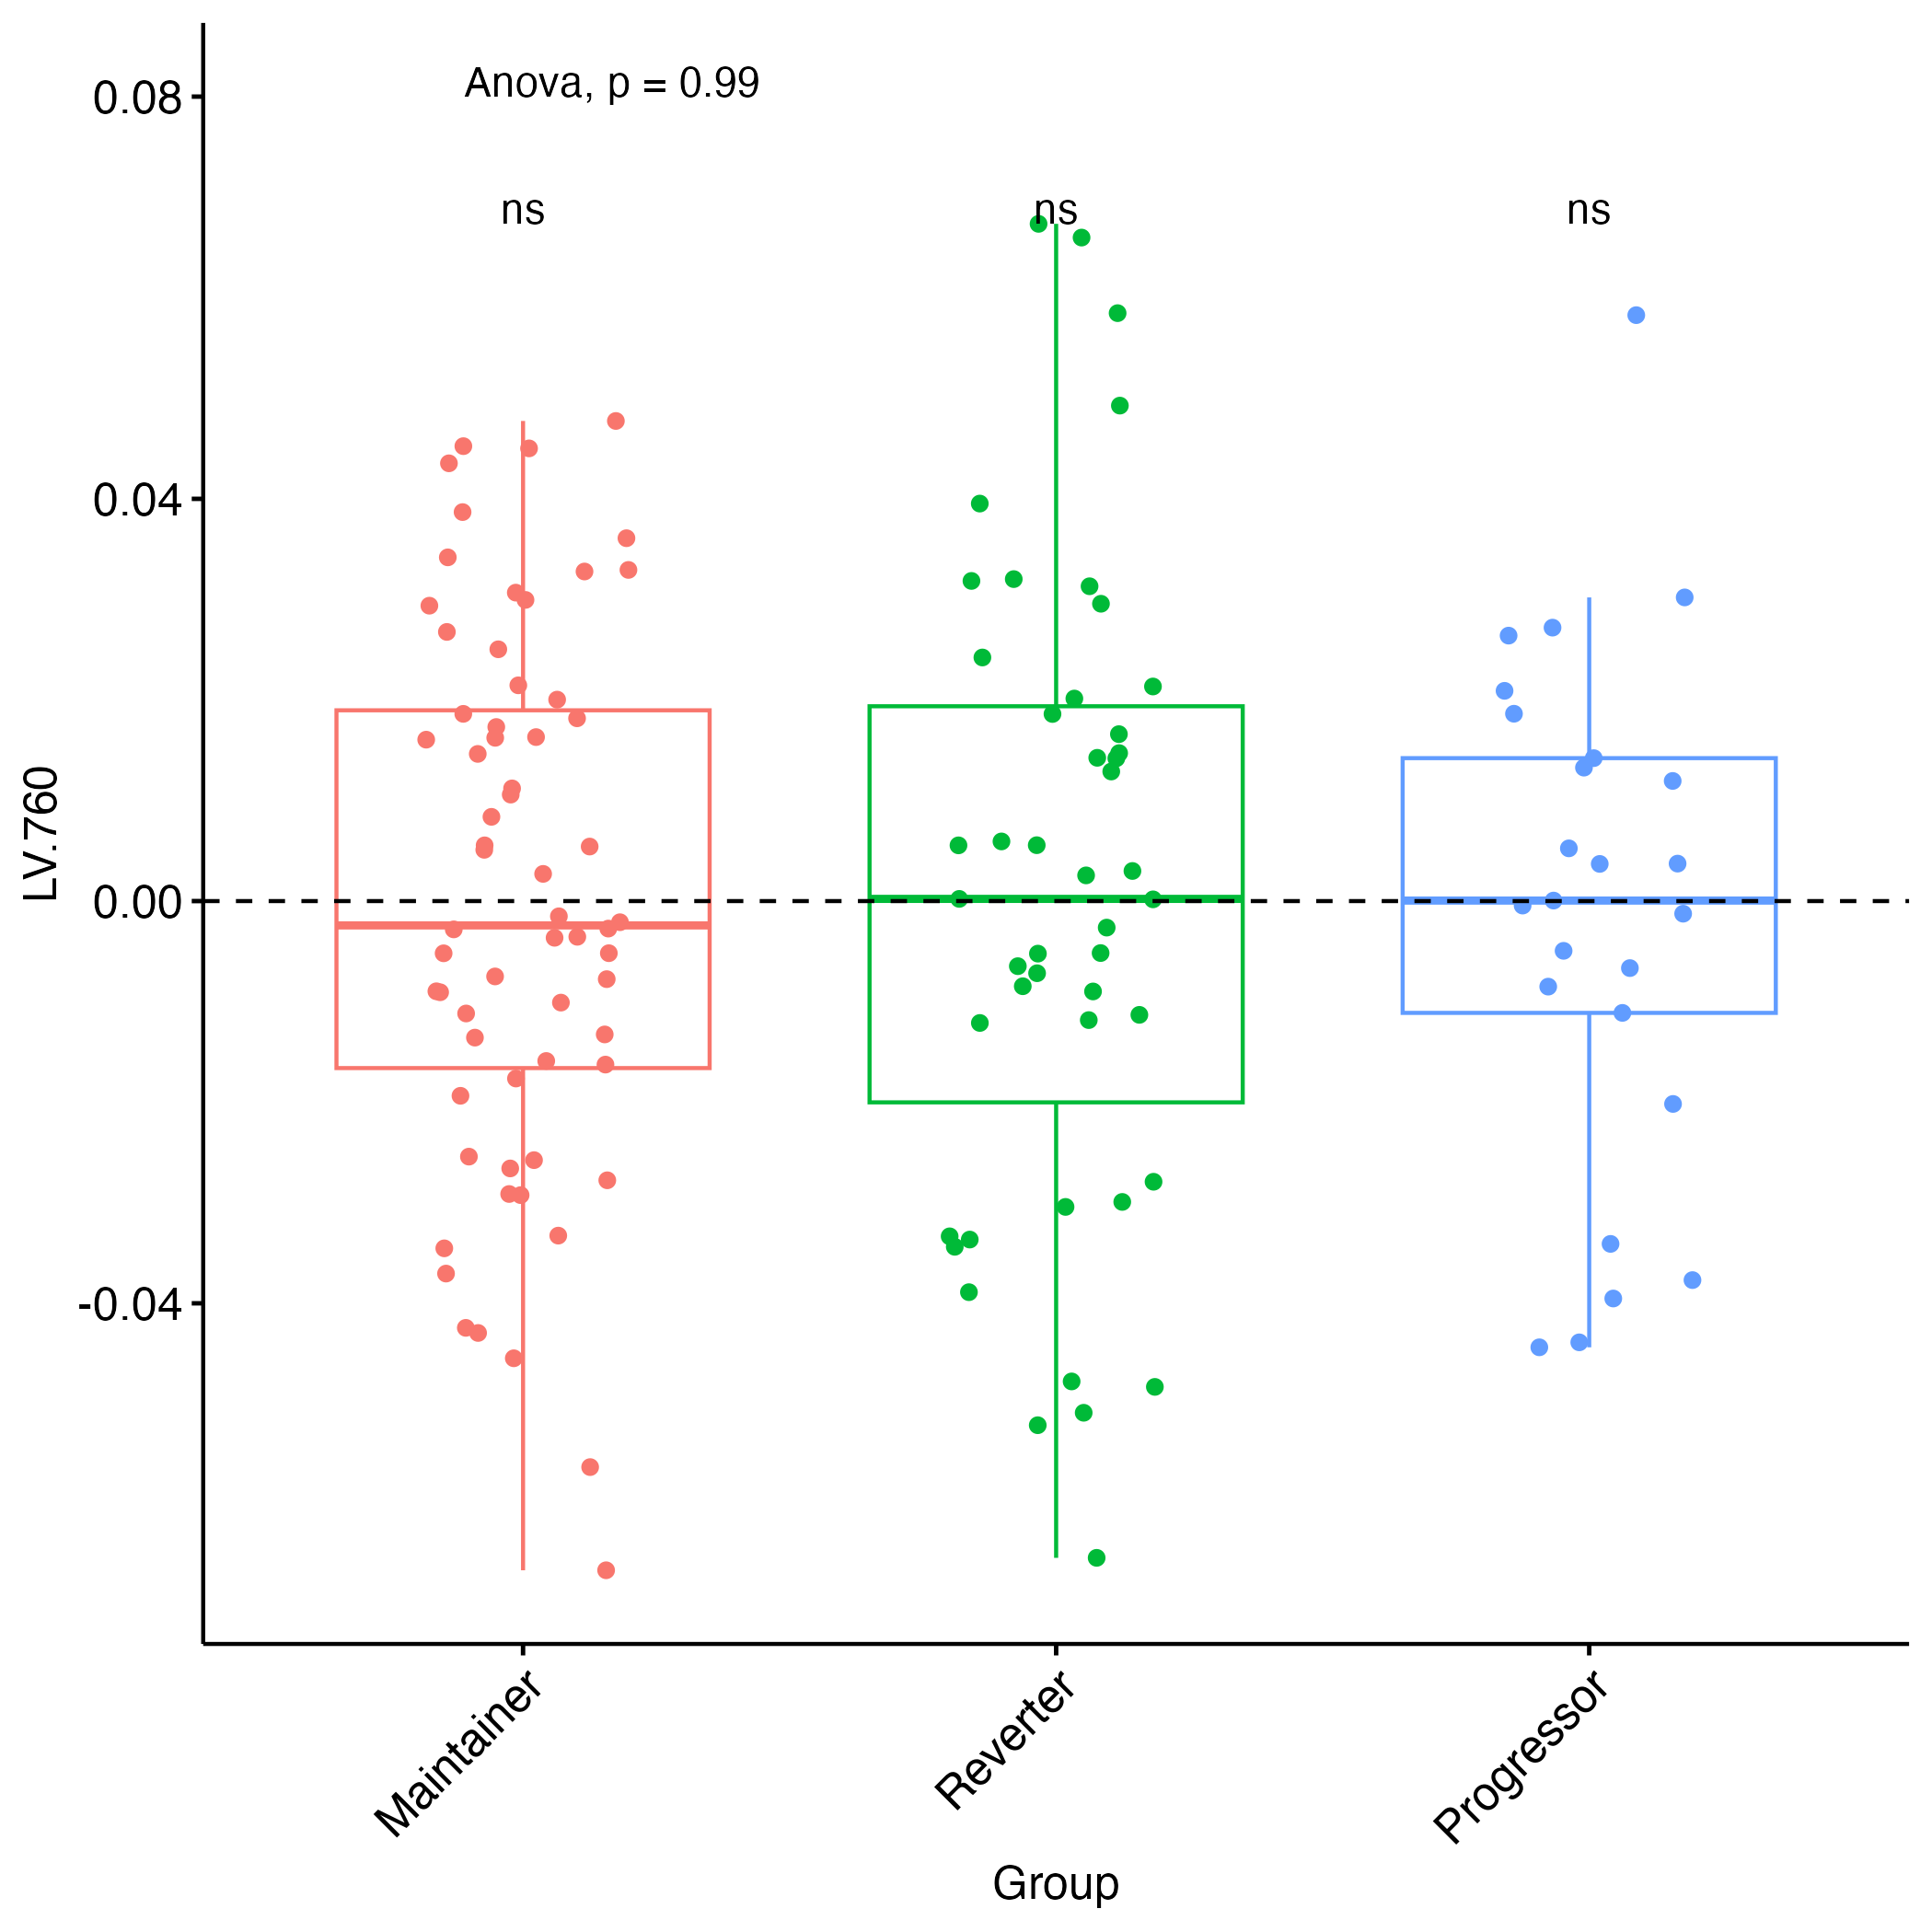 Anova, p = 0.99
0.08
ns
ns
ns
0.04
LV.760
0.00
-0.04
Maintainer
Reverter
Progressor
Group